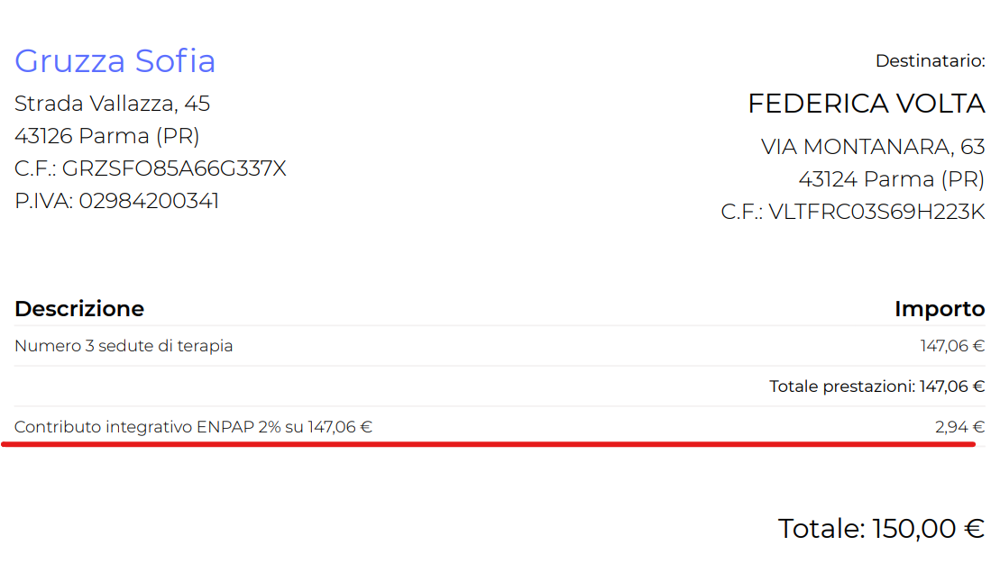 Gruzza Sofia
Strada Vallazza, 45
43126 Parma (PR)
C.F.: GRZSFO85A66G337X
P.IVA: 02984200341
Destinatario:
FEDERICA VOLTA
VIA MONTANARA, 63
43124 Parma (PR)
C.F.: VLTFRC03S69H223K
Descrizione Importo
Numero 3 sedute di terapia 147,06 €
Totale prestazioni: 147,06 €
Contributo integrativo ENPAP 2% su 147,06 € 2,94 €
Totale: 150,00 €